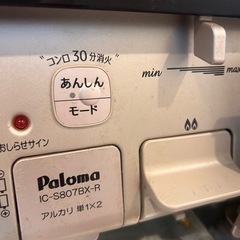 コンロ30分消火
あんしん
モード
min
max
おしらせサイン
Paloma
IC-S807BX-R
アルカリ 単1×2